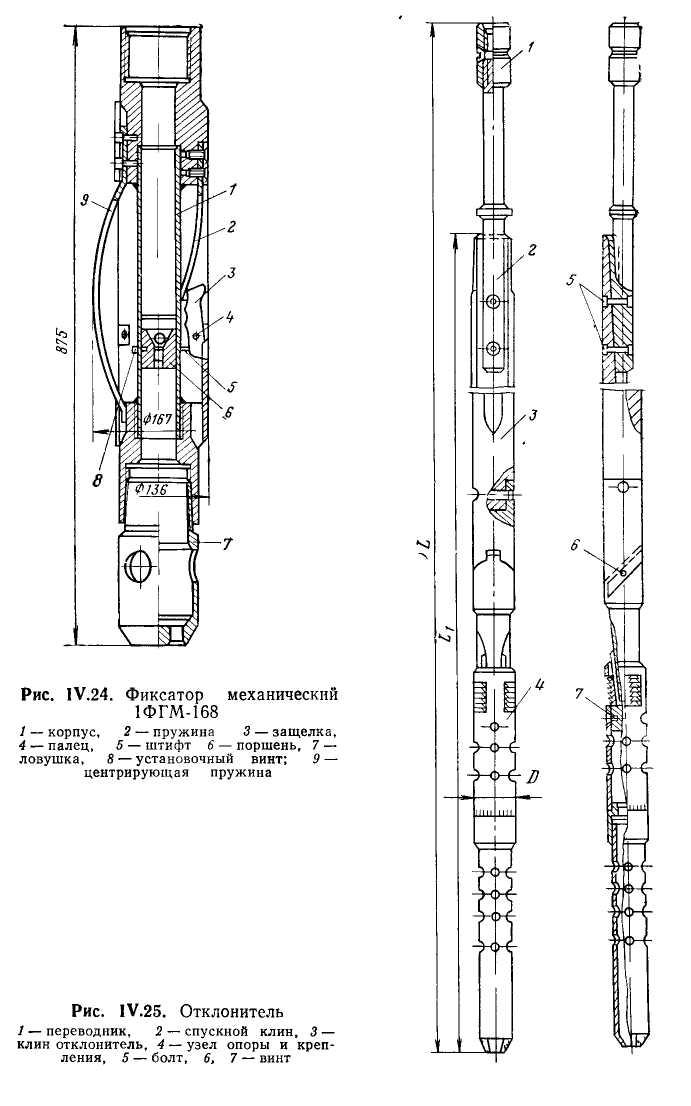 1
2
3
4
5
6
7
8
9
875
Ф167
Ф136
Рис. IV.24. Фиксатор механический
1ФГМ-168
1 — корпус, 2 — пружина 3 — защелка,
4 — палец, 5 — штифт 6 — поршень, 7 —
ловушка, 8 — установочный винт; 9 —
центрирующая пружина
1
2
3
4
5
6
7
L
L1
D
Рис. IV.25. Отклонитель
1 — переводник, 2 — спускной клин, 3 —
клин отклонитель, 4 — узел опоры и креп-
ления, 5 — болт, 6, 7 — винт